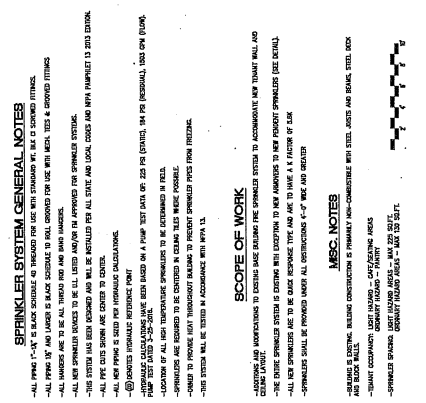 SPRINKLER SYSTEM GENERAL NOTES
-ALL PIPING 1"-1½" IS BLACK SCHEDULE 40 THREADED FOR USE WITH STANDARD WT. BLK CI SCREWED FITTINGS.
-ALL PIPING 1½" AND LARGER IS BLACK SCHEDULE 10 ROLL GROOVED FOR USE WITH MECH. TEES & GROOVED FITTINGS
-ALL HANGERS ARE TO BE ALL THREAD ROD AND BAND HANGERS.
-ALL NEW SPRINKLER DEVICES TO BE U.L. LISTED AND/OR FM APPROVED FOR SPRINKLER SYSTEMS.
-THIS SYSTEM HAS BEEN DESIGNED AND WILL BE INSTALLED PER ALL STATE AND LOCAL CODES AND NFPA PAMPHLET 13 2013 EDITION.
-ALL PIPE CUTS SHOWN ARE CENTER TO CENTER.
-ALL NEW PIPING IS SIZED PER HYDRAULIC CALCULATIONS.
- DENOTES HYDRAULIC REFERENCE POINT
-HYDRAULIC CALCULATIONS HAVE BEEN BASED ON A PUMP TEST DATA OF: 225 PSI (STATIC), 184 PSI (RESIDUAL), 1503 GPM (FLOW).
PUMP TEST DATED 3-25-2015.
-LOCATION OF ALL HIGH TEMPERATURE SPRINKLERS TO BE DETERMINED IN FIELD.
-SPRINKLERS ARE REQUIRED TO BE CENTERED IN CEILING TILES WHERE POSSIBLE.
-OWNER TO PROVIDE HEAT THROUGHOUT BUILDING TO PREVENT SPRINKLER PIPES FROM FREEZING.
-THIS SYSTEM WILL BE TESTED IN ACCORDANCE WITH NFPA 13.
SCOPE OF WORK
-ADDITIONS AND MODIFICATIONS TO EXISTING BASE BUILDING FIRE SPRINKLER SYSTEM TO ACCOMMODATE NEW TENANT WALL AND
CEILING LAYOUT.
-THE ENTIRE SPRINKLER SYSTEM IS EXISTING WITH EXCEPTION TO NEW ARMOVERS TO NEW PENDENT SPRINKLERS (SEE DETAIL).
-ALL NEW SPRINKLERS ARE TO BE QUICK RESPONSE TYPE AND ARE TO HAVE A K FACTOR OF 5.6K
-SPRINKLERS SHALL BE PROVIDED UNDER ALL OBSTRUCTIONS 4'-0" WIDE AND GREATER
MISC. NOTES
-BUILDING IS EXISTING. BUILDING CONSTRUCTION IS PRIMARILY NON-COMBUSTIBLE WITH STEEL JOISTS AND BEAMS, STEEL DECK
AND BLOCK WALLS.
-TENANT OCCUPANCY: LIGHT HAZARD - CAFE/SEATING AREAS
ORDINARY HAZARD - PANTRY
-SPRINKLER SPACING: LIGHT HAZARD AREAS - MAX 225 SQ.FT.
ORDINARY HAZARD AREAS - MAX 130 SQ.FT.